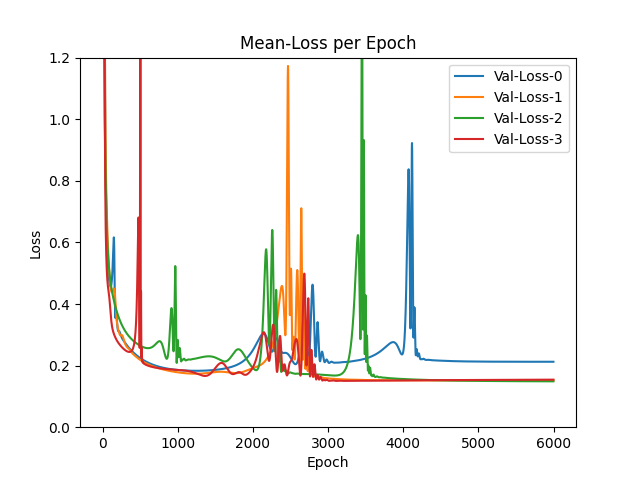 Mean-Loss per Epoch
Val-Loss-0
Val-Loss-1
Val-Loss-2
Val-Loss-3
1.2
1.0
0.8
0.6
0.4
0.2
0.0
Loss
0 1000 2000 3000 4000 5000 6000
Epoch